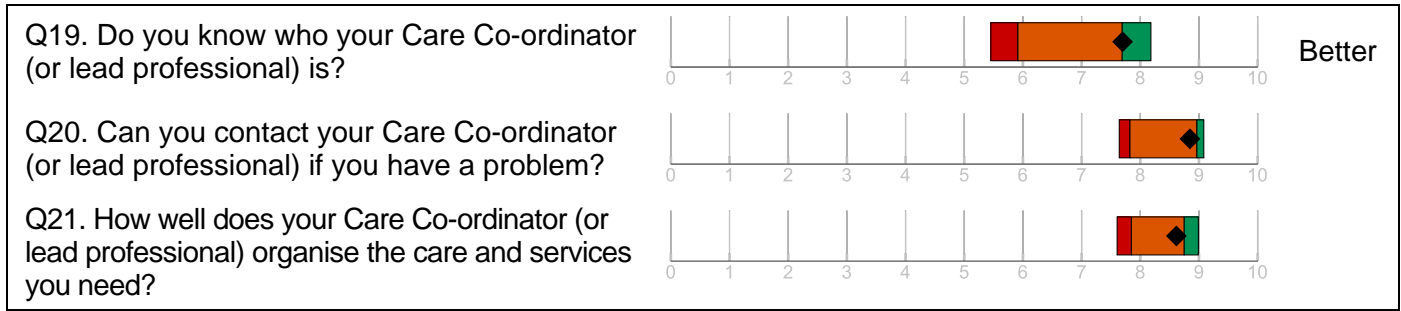 Q19. Do you know who your Care Co-ordinator
(or lead professional) is?
Better
0 1 2 3 4 5 6 7 8 9 10
Q20. Can you contact your Care Co-ordinator
(or lead professional) if you have a problem?
0 1 2 3 4 5 6 7 8 9 10
Q21. How well does your Care Co-ordinator (or
lead professional) organise the care and services
you need?
0 1 2 3 4 5 6 7 8 9 10